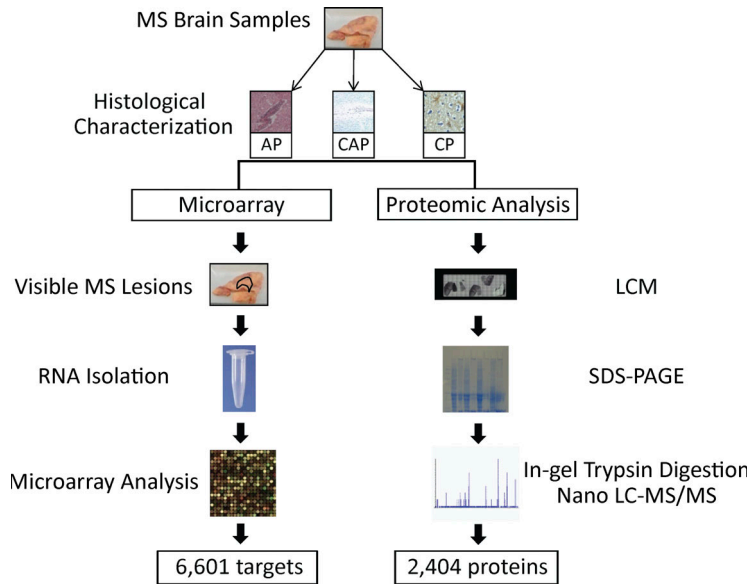 MS Brain Samples
Histological
Characterization
AP
CAP
CP
Microarray
Proteomic Analysis
Visible MS Lesions
LCM
RNA Isolation
SDS-PAGE
Microarray Analysis
In-gel Trypsin Digestion
Nano LC-MS/MS
6,601 targets
2,404 proteins